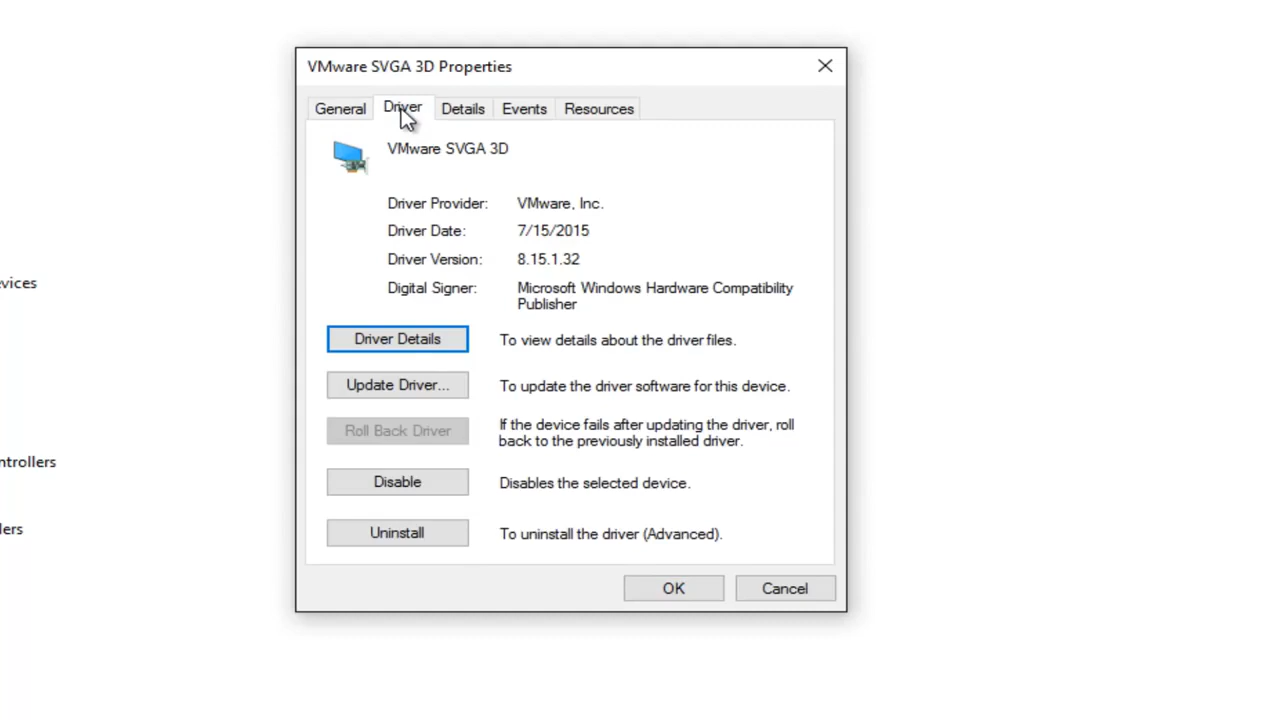 VMware SVGA 3D Properties
General Driver Details Events Resources
VMware SVGA 3D
Driver Provider: VMware, Inc.
Driver Date: 7/15/2015
Driver Version: 8.15.1.32
Digital Signer: Microsoft Windows Hardware Compatibility
Publisher
Driver Details To view details about the driver files.
Update Driver... To update the driver software for this device.
Roll Back Driver If the device fails after updating the driver, roll
back to the previously installed driver.
Disable Disables the selected device.
Uninstall To uninstall the driver (Advanced).
OK Cancel
evices
ntrollers
lers